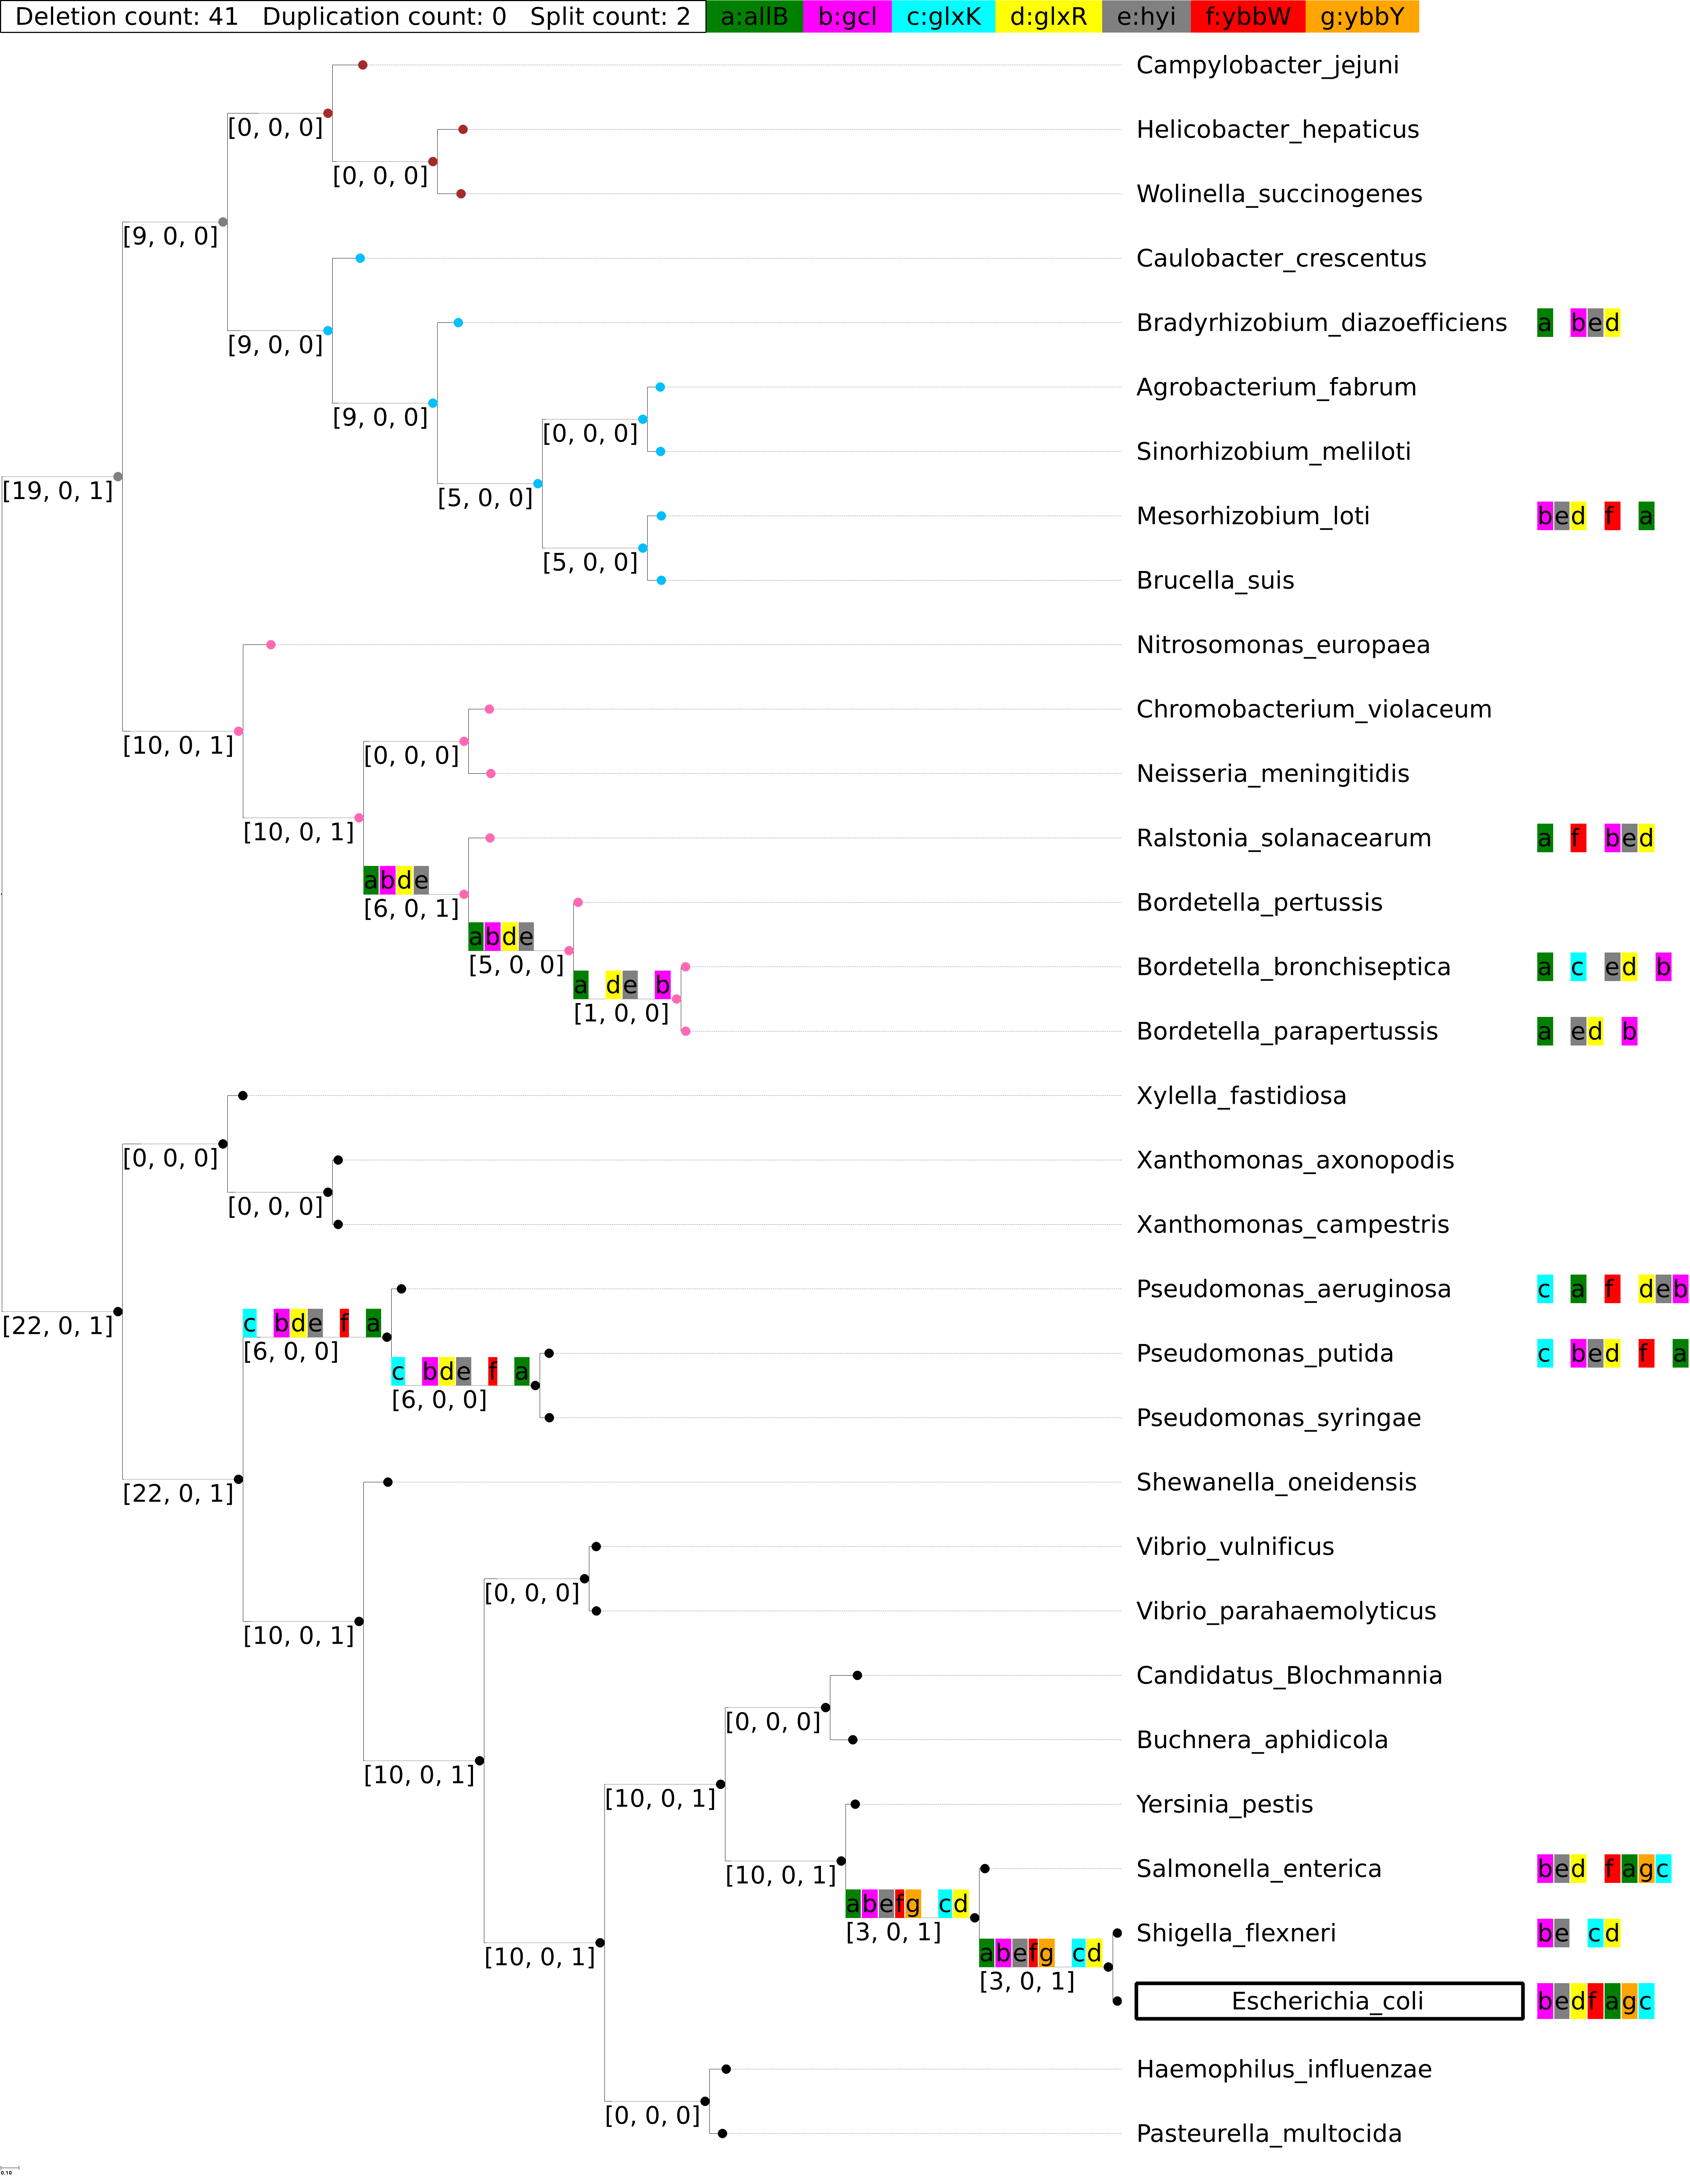 Deletion count: 41 Duplication count: 0 Split count: 2 a:allB b:gcl c:glxK d:glxR e:hyi f:ybbW g:ybbY
Campylobacter_jejuni
[0, 0, 0]
Helicobacter_hepaticus
[0, 0, 0]
Wolinella_succinogenes
[9, 0, 0]
Caulobacter_crescentus
Bradyrhizobium_diazoefficiens a bed
[9, 0, 0]
Agrobacterium_fabrum
[9, 0, 0]
[0, 0, 0]
Sinorhizobium_meliloti
[19, 0, 1]
[5, 0, 0]
Mesorhizobium_loti bed f a
[5, 0, 0]
Brucella_suis
Nitrosomonas_europaea
Chromobacterium_violaceum
[10, 0, 1]
[0, 0, 0]
Neisseria_meningitidis
[10, 0, 1]
Ralstonia_solanacearum a f bed
abde
[6, 0, 1]
Bordetella_pertussis
abde
[5, 0, 0]
Bordetella_bronchiseptica a c ed b
a de b
[1, 0, 0]
Bordetella_parapertussis a ed b
Xylella_fastidiosa
[0, 0, 0]
Xanthomonas_axonopodis
[0, 0, 0]
Xanthomonas_campestris
Pseudomonas_aeruginosa c a f deb
[22, 0, 1]
c bde f a
[6, 0, 0]
Pseudomonas_putida c bed f a
c bde f a
[6, 0, 0]
Pseudomonas_syringae
Shewanella_oneidensis
[22, 0, 1]
Vibrio_vulnificus
[0, 0, 0]
Vibrio_parahaemolyticus
[10, 0, 1]
Candidatus_Blochmannia
[0, 0, 0]
Buchnera_aphidicola
[10, 0, 1]
[10, 0, 1]
Yersinia_pestis
[10, 0, 1]
Salmonella_enterica bed fagc
abefg cd
[3, 0, 1]
Shigella_flexneri be cd
abefg cd
[10, 0, 1]
[3, 0, 1]
Escherichia_coli bedfagc
Haemophilus_influenzae
[0, 0, 0]
Pasteurella_multocida
0.10